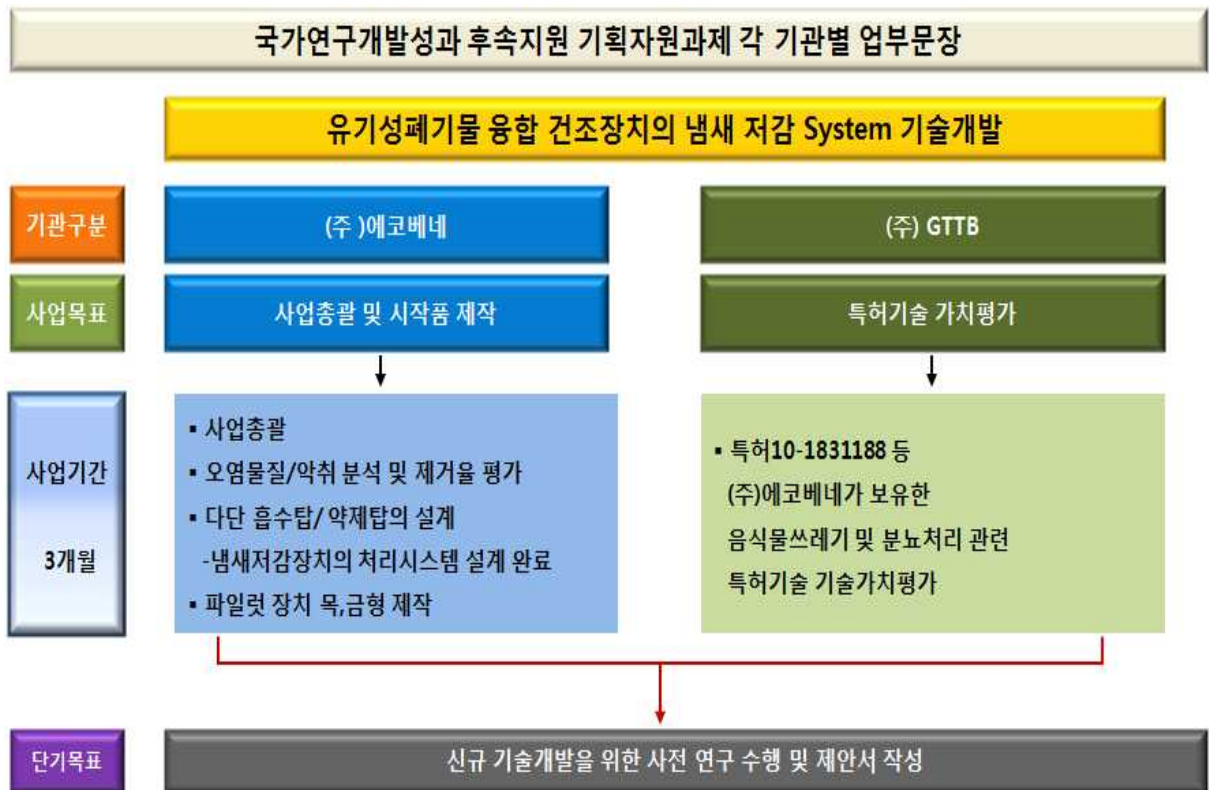 국가연구개발성과 후속지원 기획자원과제 각 기관별 업부문장
유기성폐기물 융합 건조장치의 냄새 저감 System 기술개발
기관구분
(주 )에코베네
(주) GTTB
사업목표
사업총괄 및 시작품 제작
특허기술 가치평가
사업기간
3개월
▪ 사업총괄
▪ 오염물질/악취 분석 및 제거율 평가
▪ 다단 흡수탑/ 약제탑의 설계
-냄새저감장치의 처리시스템 설계 완료
▪ 파일럿 장치 목,금형 제작
▪ 특허10-1831188 등
(주)에코베네가 보유한
음식물쓰레기 및 분뇨처리 관련
특허기술 기술가치평가
단기목표
신규 기술개발을 위한 사전 연구 수행 및 제안서 작성